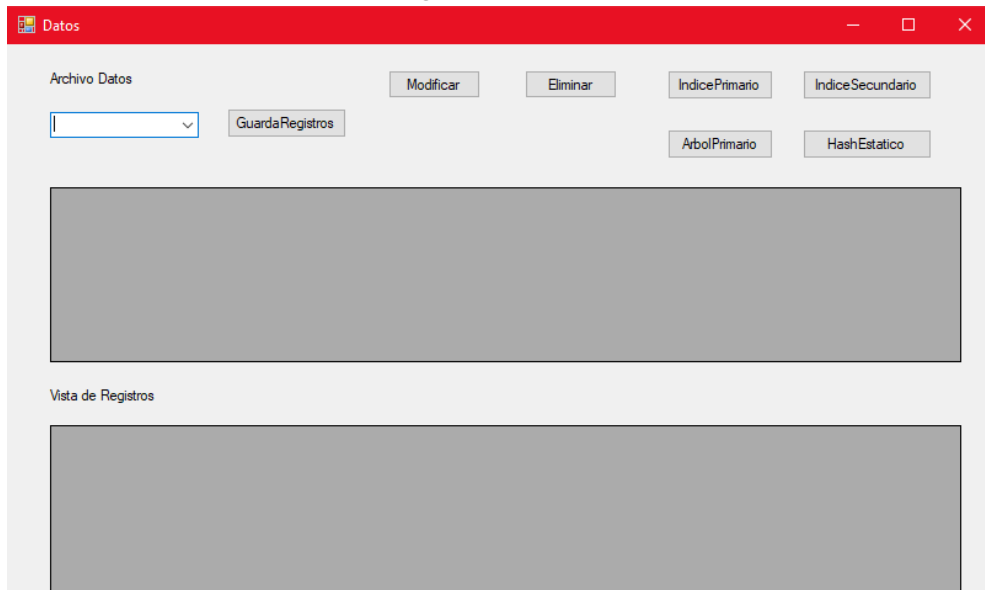 Datos
Archivo Datos
Modificar
Eliminar
IndicePrimario
IndiceSecundario
GuardaRegistros
ArbolPrimario
HashEstatico
Vista de Registros